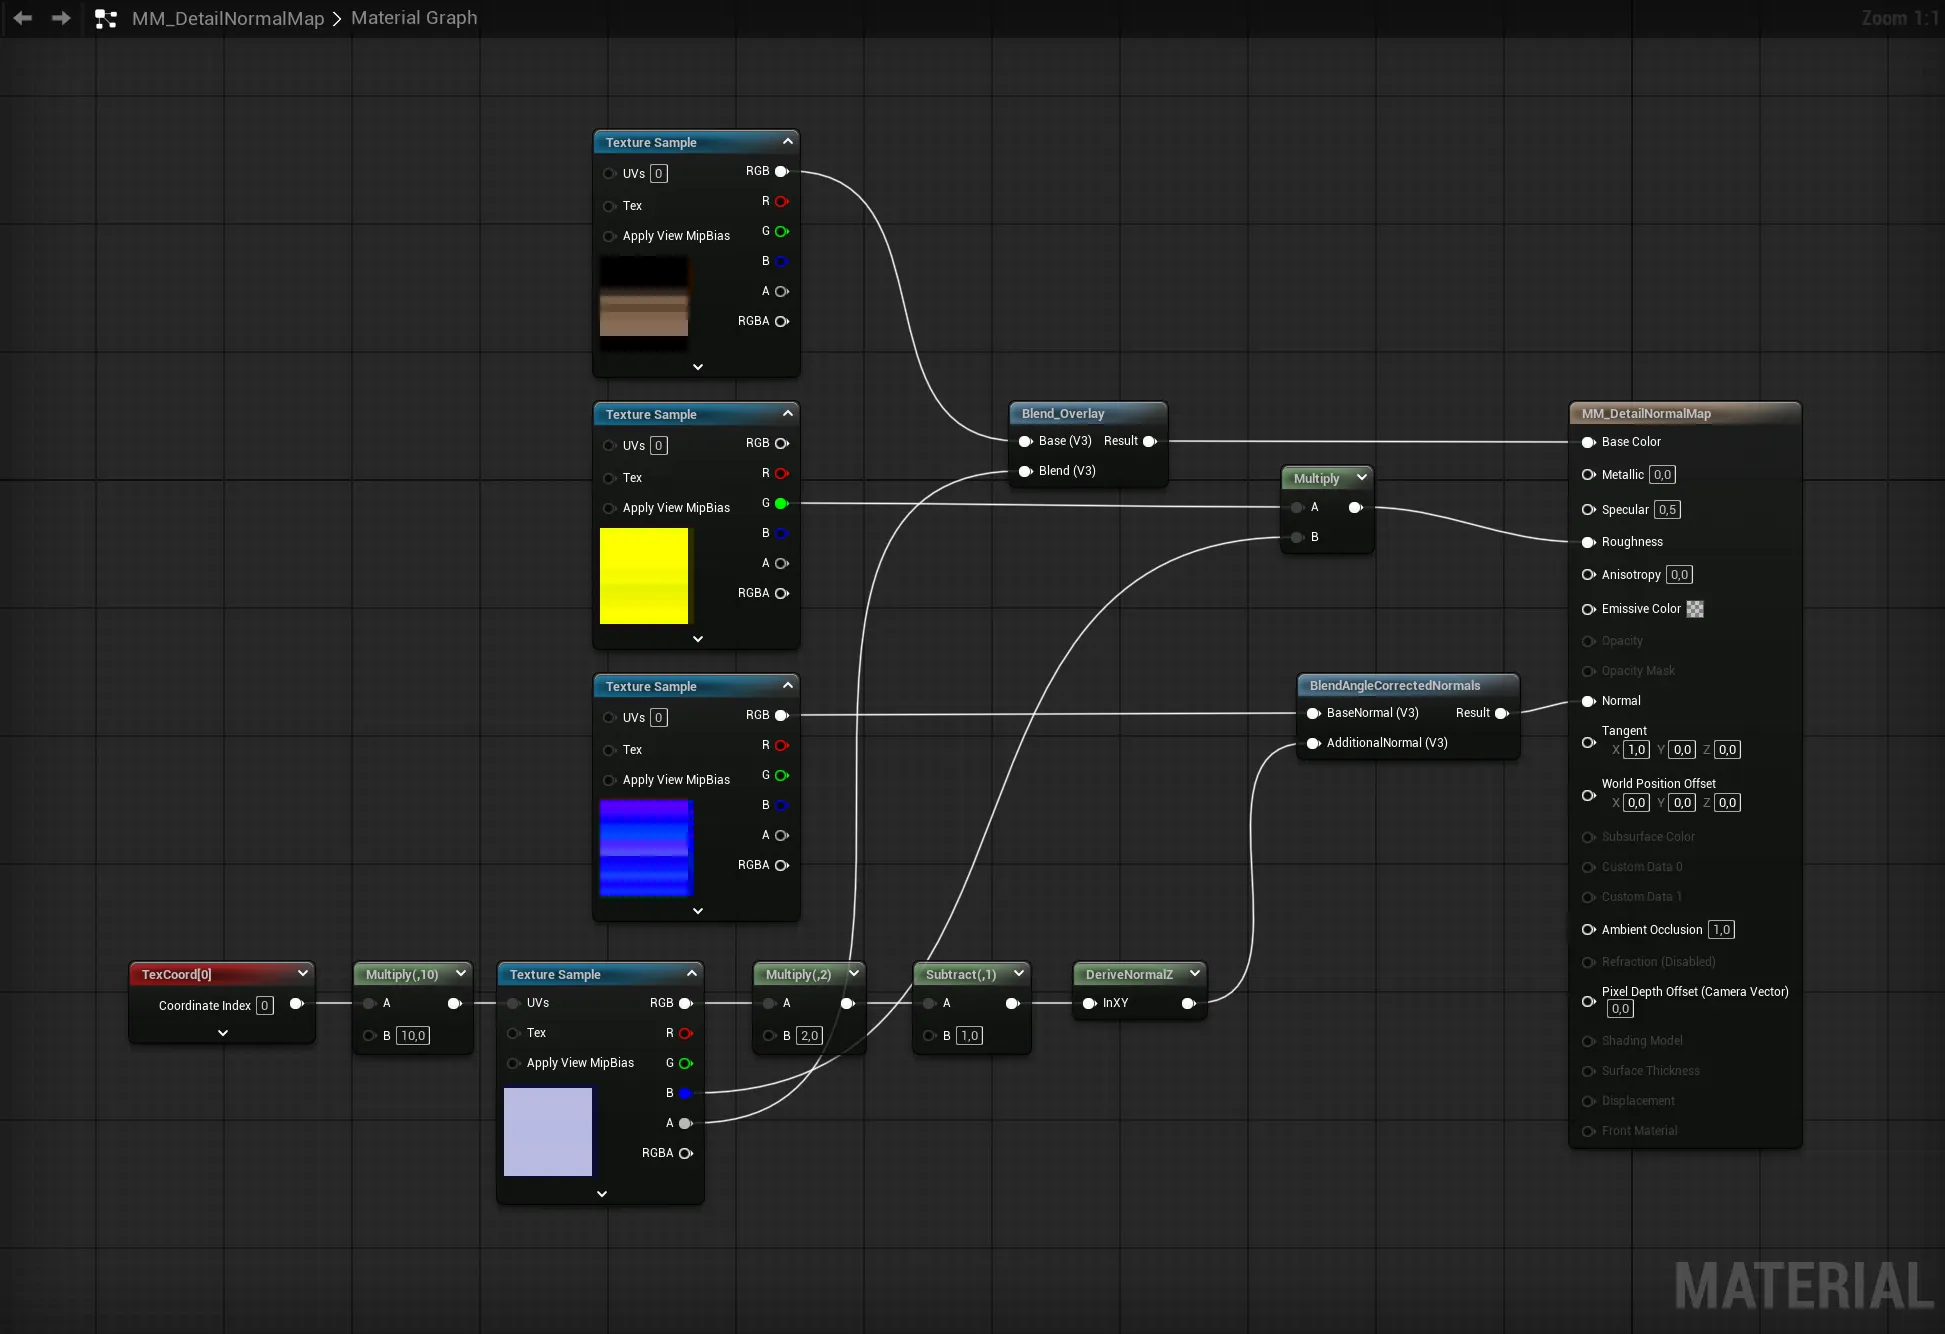 MM_DetailNormalMap > Material Graph
Zoom 1:1
Texture Sample
UVs 0 RGB
R
Tex
G
Apply View MipBias
B
A
RGBA
Texture Sample
UVs 0 RGB
R
Tex
G
Apply View MipBias
B
A
RGBA
Texture Sample
UVs 0 RGB
R
Tex
G
Apply View MipBias
B
A
RGBA
Blend_Overlay
Base (V3) Result
Blend (V3)
Multiply
A
B
BlendAngleCorrectedNormals
BaseNormal (V3) Result
AdditionalNormal (V3)
TexCoord[0]
Coordinate Index 0
Multiply(,10)
A
B 10,0
Texture Sample
UVs RGB
Tex R
Apply View MipBias G
B
A
RGBA
Multiply(,2)
A
B 2,0
Subtract(,1)
A
B 1,0
DeriveNormalZ
InXY
MM_DetailNormalMap
Base Color
Metallic 0,0
Specular 0,5
Roughness
Anisotropy 0,0
Emissive Color
Opacity
Opacity Mask
Normal
Tangent
X 1,0 Y 0,0 Z 0,0
World Position Offset
X 0,0 Y 0,0 Z 0,0
Subsurface Color
Custom Data 0
Custom Data 1
Ambient Occlusion 1,0
Refraction (Disabled)
Pixel Depth Offset (Camera Vector)
0,0
Shading Model
Surface Thickness
Displacement
Front Material
MATERIAL